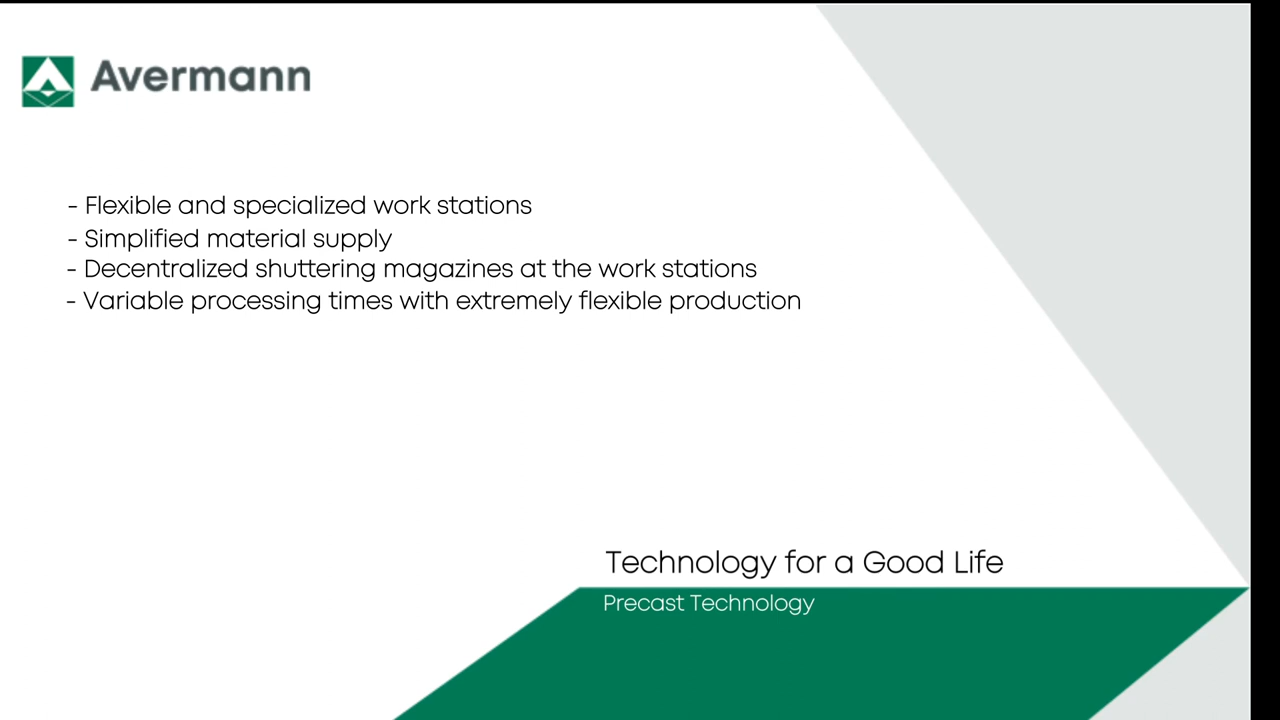 Avermann
- Flexible and specialized work stations
- Simplified material supply
- Decentralized shuttering magazines at the work stations
- Variable processing times with extremely flexible production
Technology for a Good Life
Precast Technology